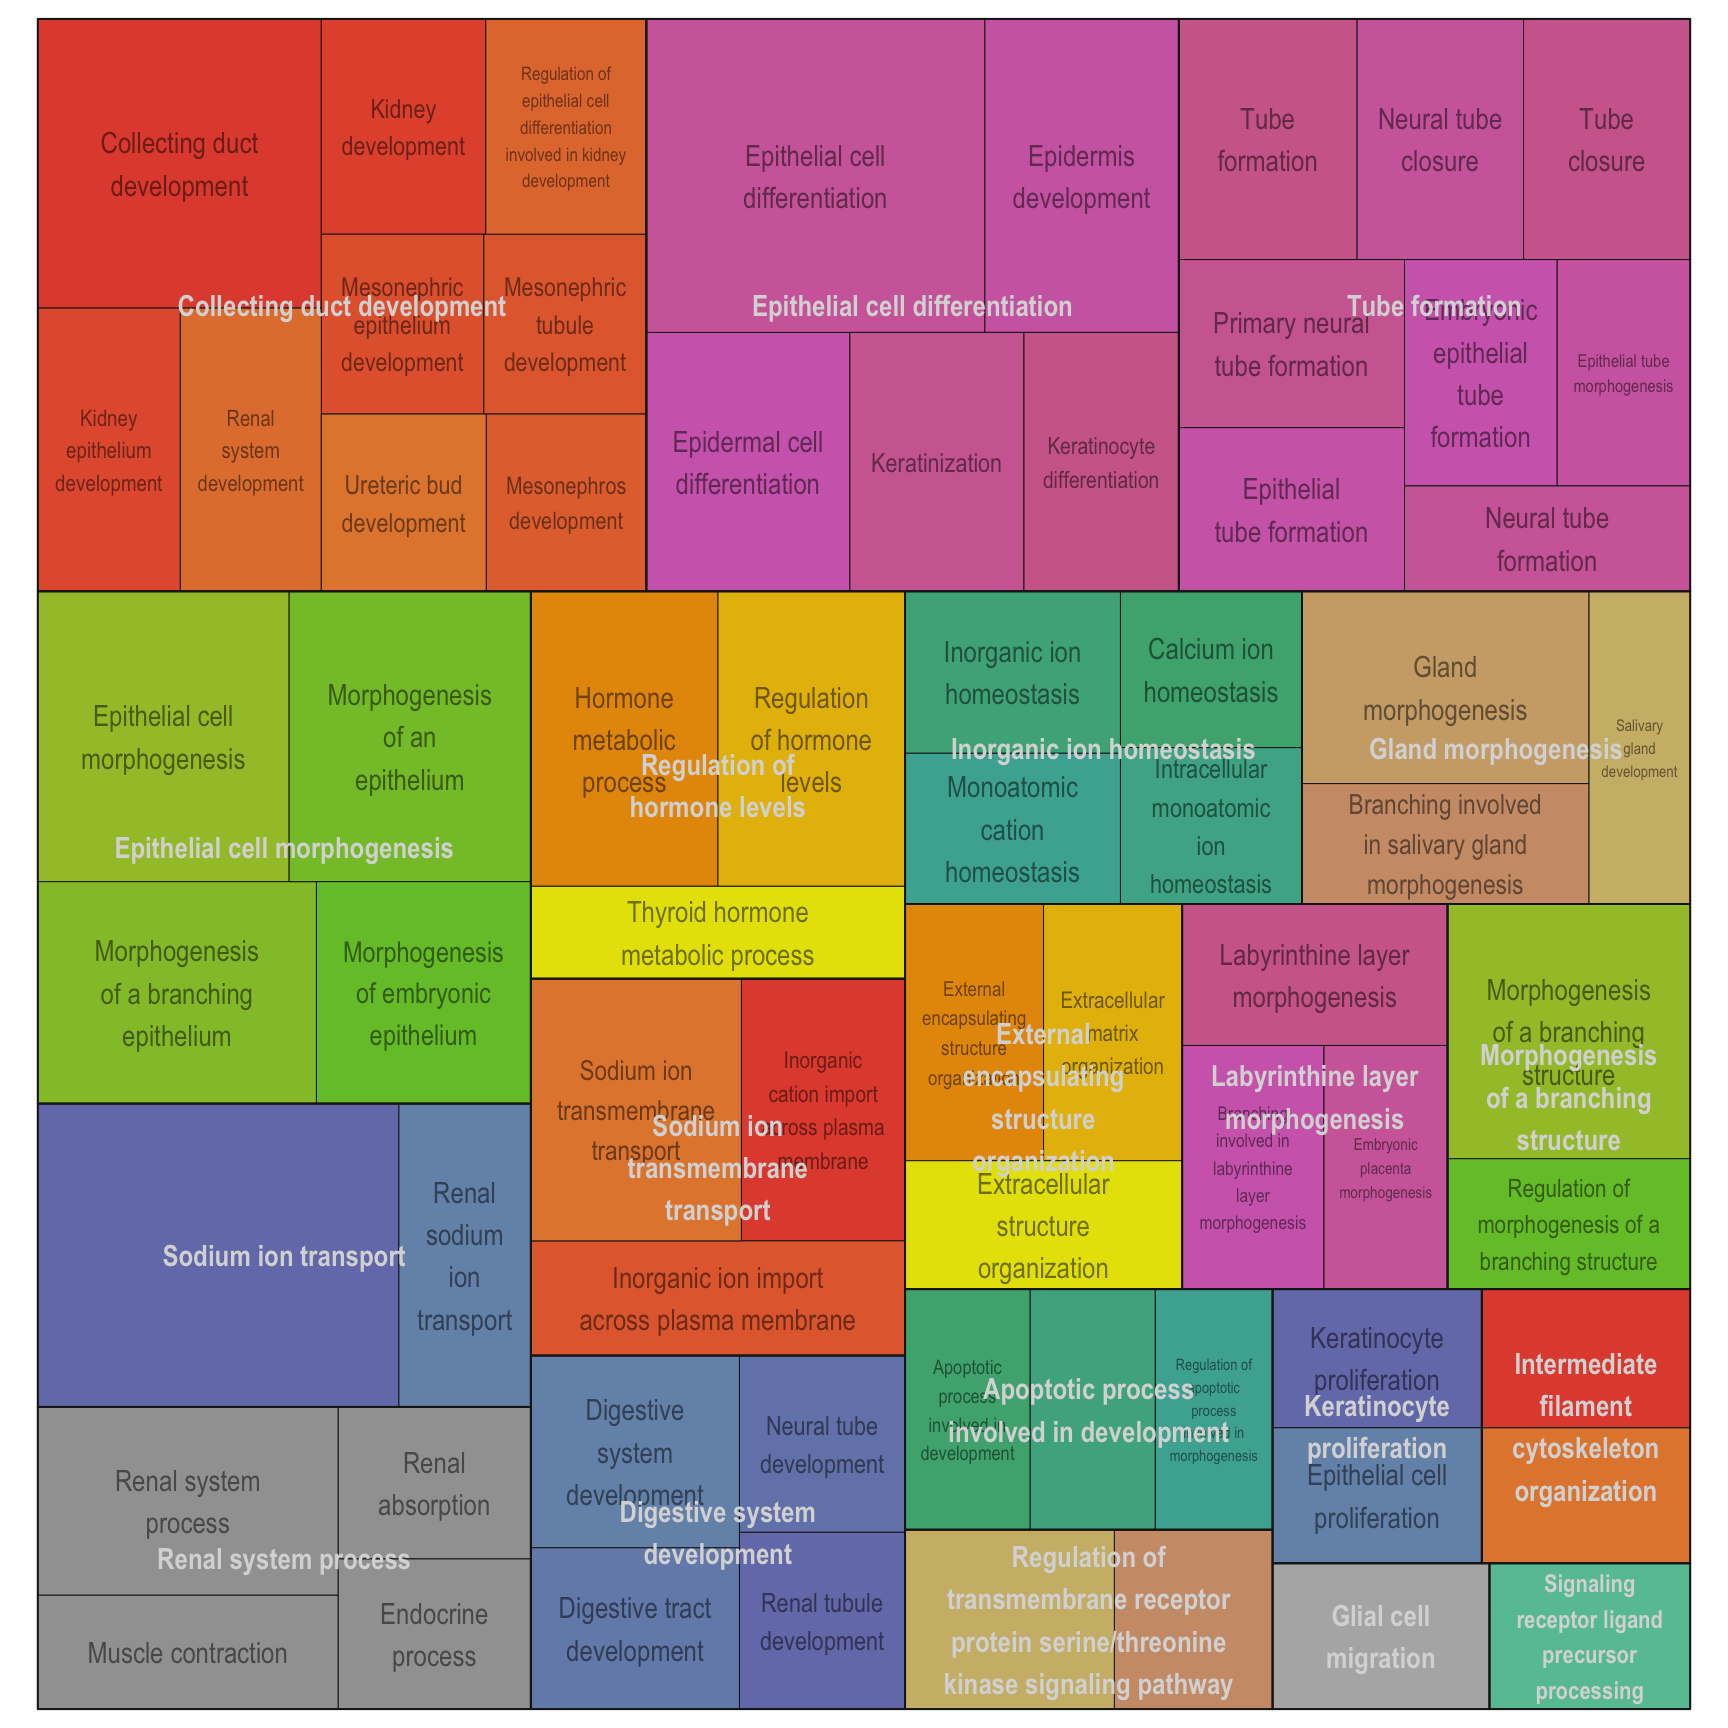 Collecting duct
development
Kidney
development
Regulation of
epithelial cell
differentiation
involved in kidney
development
Mesonephric
epithelium
development
Mesonephric
tubule
development
Collecting duct development
Kidney
epithelium
development
Renal
system
development
Ureteric bud
development
Mesonephros
development
Epithelial cell
differentiation
Epidermis
development
Epithelial cell differentiation
Epidermal cell
differentiation
Keratinization
Keratinocyte
differentiation
Tube
formation
Neural tube
closure
Tube
closure
Tube formation
Primary neural
tube formation
Embryonic
epithelial
tube
formation
Epithelial tube
morphogenesis
Epithelial
tube formation
Neural tube
formation
Epithelial cell
morphogenesis
Morphogenesis
of an
epithelium
Epithelial cell morphogenesis
Morphogenesis
of a branching
epithelium
Morphogenesis
of embryonic
epithelium
Hormone
metabolic
process
Regulation
of hormone
levels
Regulation of
hormone levels
Thyroid hormone
metabolic process
Inorganic ion
homeostasis
Calcium ion
homeostasis
Inorganic ion homeostasis
Monoatomic
cation
homeostasis
Intracellular
monoatomic
ion
homeostasis
Gland
morphogenesis
Salivary
gland
development
Gland morphogenesis
Branching involved
in salivary gland
morphogenesis
Sodium ion
transmembrane
transport
Inorganic
cation import
across plasma
membrane
Sodium ion
transmembrane
transport
Inorganic ion import
across plasma membrane
External
encapsulating
structure
organization
Extracellular
matrix
organization
External
encapsulating
structure
organization
Extracellular
structure
organization
Labyrinthine layer
morphogenesis
Labyrinthine layer
morphogenesis
Branching
involved in
labyrinthine
layer
morphogenesis
Embryonic
placenta
morphogenesis
Morphogenesis
of a branching
structure
Morphogenesis
of a branching
structure
Regulation of
morphogenesis of a
branching structure
Sodium ion transport
Renal
sodium
ion
transport
Renal system
process
Renal
absorption
Renal system process
Muscle contraction
Endocrine
process
Digestive
system
development
Neural tube
development
Digestive system
development
Digestive tract
development
Renal tubule
development
Apoptotic
process
involved in
development
Regulation of
apoptotic
process
involved in
morphogenesis
Apoptotic process
involved in development
Keratinocyte
proliferation
Keratinocyte
proliferation
Epithelial cell
proliferation
Intermediate
filament
cytoskeleton
organization
Regulation of
transmembrane receptor
protein serine/threonine
kinase signaling pathway
Glial cell
migration
Signaling
receptor ligand
precursor
processing